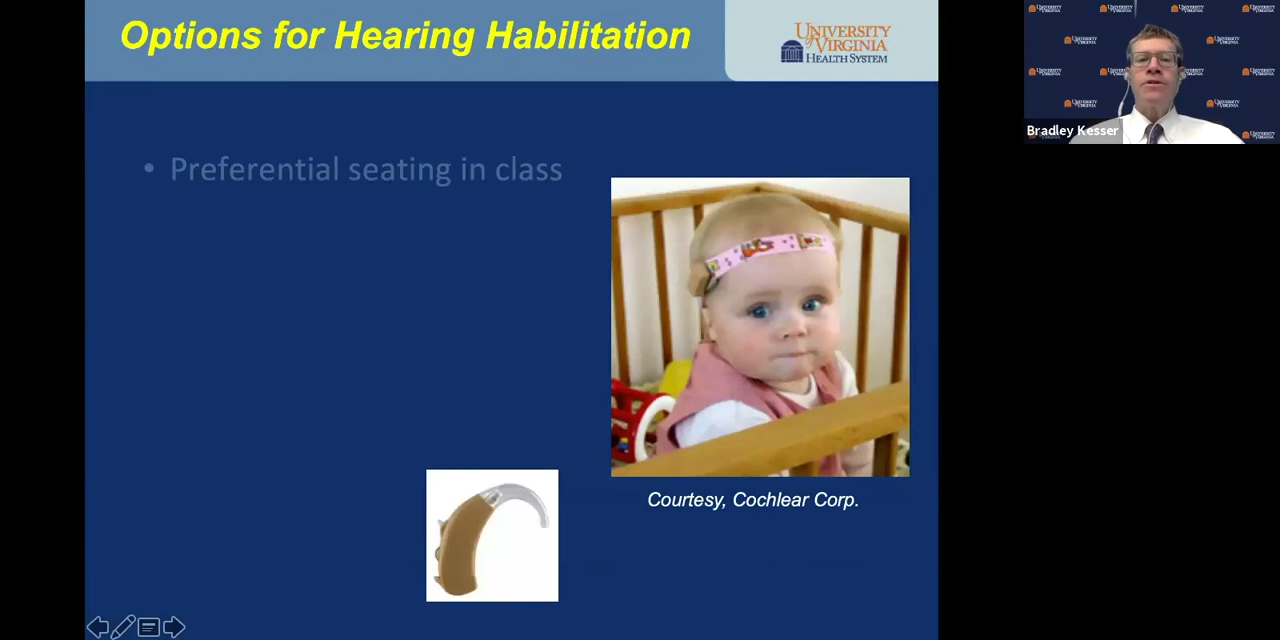 Options for Hearing Habilitation
UNIVERSITY
of VIRGINIA
HEALTH SYSTEM
• Preferential seating in class
Courtesy, Cochlear Corp.
Bradley Kesser